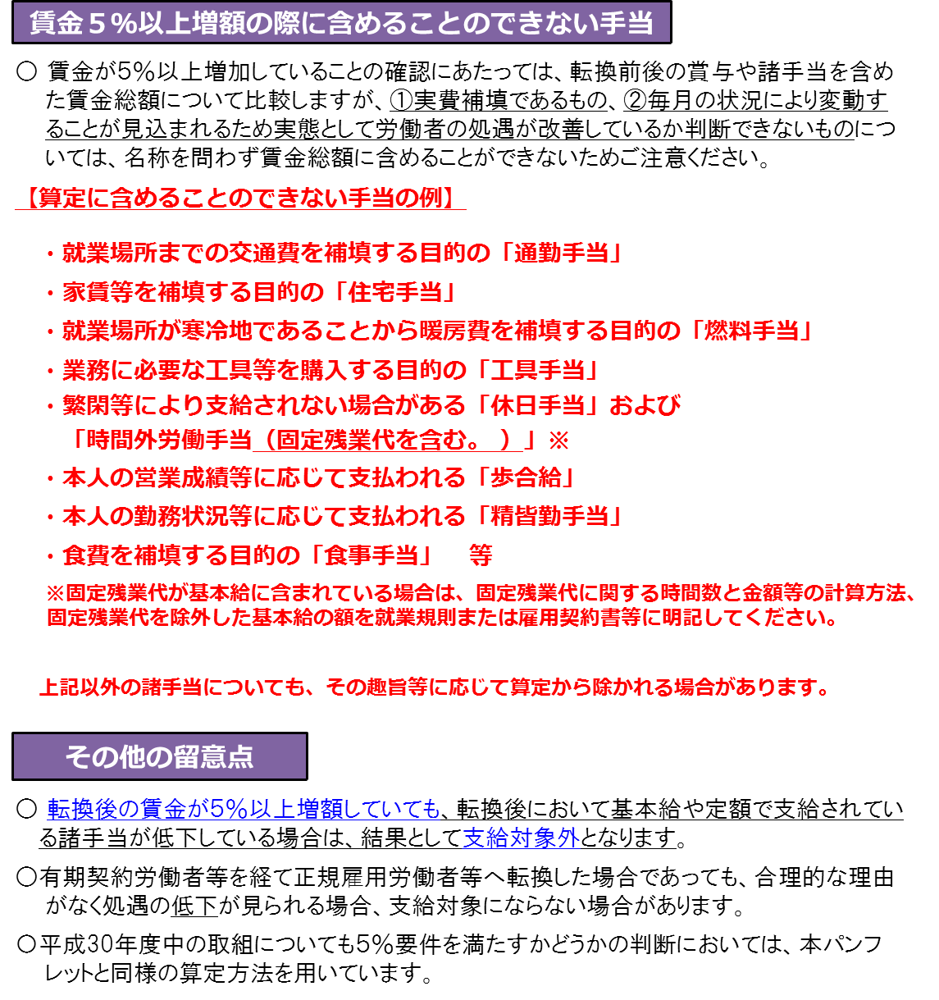 賃金５％以上増額の際に含めることのできない手当
○ 賃金が5％以上増加していることの確認にあたっては、転換前後の賞与や諸手当を含め
た賃金総額について比較しますが、①実費補填であるもの、②毎月の状況により変動す
ることが見込まれるため実態として労働者の処遇が改善しているか判断できないものにつ
いては、名称を問わず賃金総額に含めることができないためご注意ください。
【算定に含めることのできない手当の例】
・就業場所までの交通費を補填する目的の「通勤手当」
・家賃等を補填する目的の「住宅手当」
・就業場所が寒冷地であることから暖房費を補填する目的の「燃料手当」
・業務に必要な工具等を購入する目的の「工具手当」
・繁閑等により支給されない場合がある「休日手当」および
「時間外労働手当（固定残業代を含む。 ）」※
・本人の営業成績等に応じて支払われる「歩合給」
・本人の勤務状況等に応じて支払われる「精皆勤手当」
・食費を補填する目的の「食事手当」　等
※固定残業代が基本給に含まれている場合は、固定残業代に関する時間数と金額等の計算方法、
固定残業代を除外した基本給の額を就業規則または雇用契約書等に明記してください。
上記以外の諸手当についても、その趣旨等に応じて算定から除かれる場合があります。
その他の留意点
○ 転換後の賃金が5％以上増額していても、転換後において基本給や定額で支給されてい
る諸手当が低下している場合は、結果として支給対象外となります。
○有期契約労働者等を経て正規雇用労働者等へ転換した場合であっても、合理的な理由
がなく処遇の低下が見られる場合、支給対象にならない場合があります。
○平成30年度中の取組についても5％要件を満たすかどうかの判断においては、本パンフ
レットと同様の算定方法を用いています。